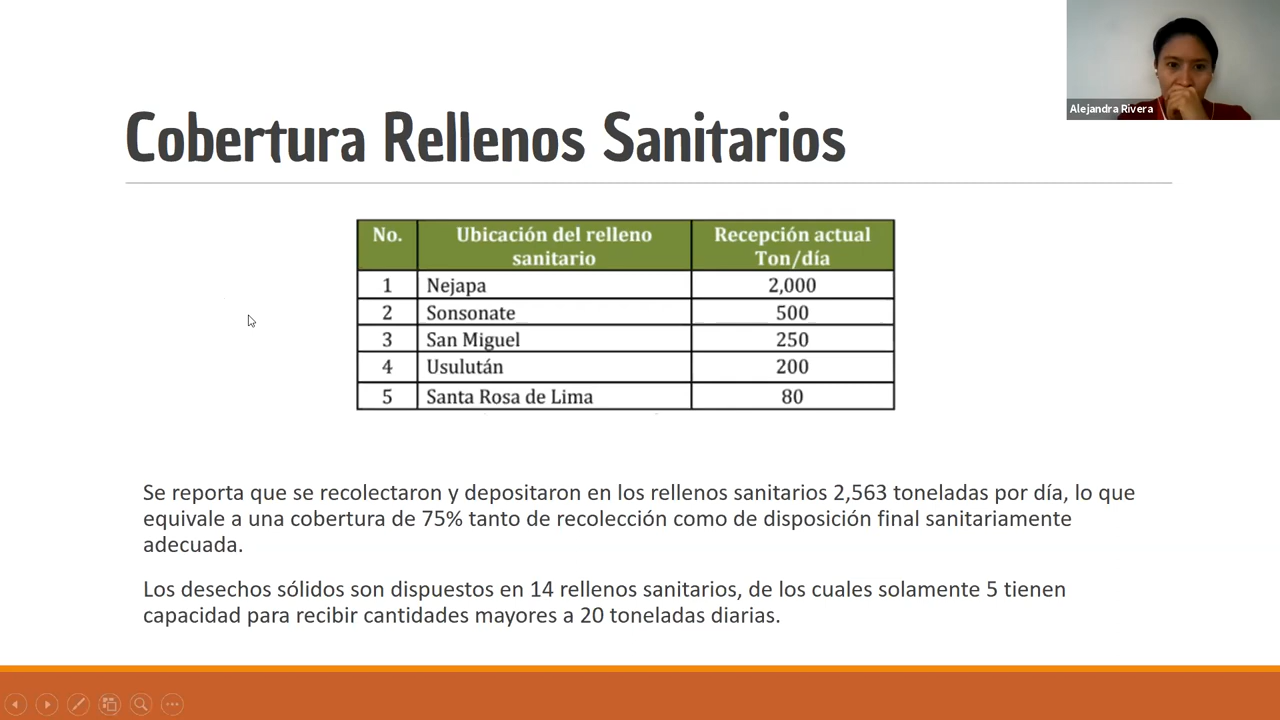 Alejandra Rivera
Cobertura Rellenos Sanitarios
No. Ubicación del relleno sanitario Recepción actual Ton/día
1 Nejapa 2,000
2 Sonsonate 500
3 San Miguel 250
4 Usulután 200
5 Santa Rosa de Lima 80
Se reporta que se recolectaron y depositaron en los rellenos sanitarios 2,563 toneladas por día, lo que
equivale a una cobertura de 75% tanto de recolección como de disposición final sanitariamente
adecuada.
Los desechos sólidos son dispuestos en 14 rellenos sanitarios, de los cuales solamente 5 tienen
capacidad para recibir cantidades mayores a 20 toneladas diarias.